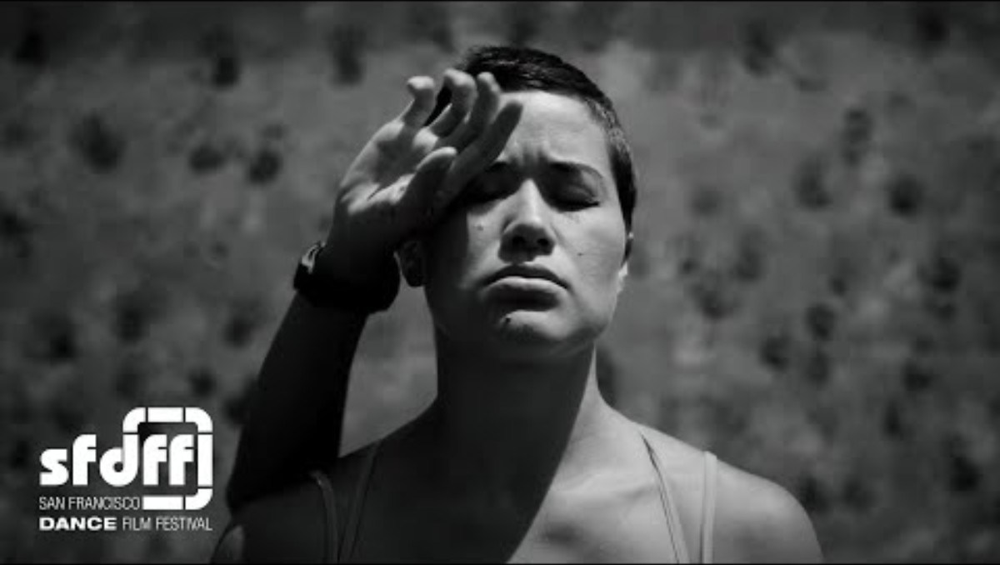 sfdff
SAN FRANCISCO
DANCE FILM FESTIVAL